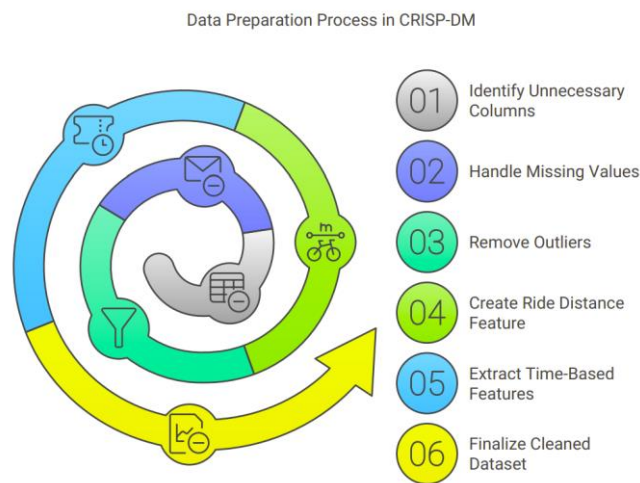 Data Preparation Process in CRISP-DM
m
01
Identify Unnecessary
Columns
02
Handle Missing Values
03
Remove Outliers
04
Create Ride Distance
Feature
05
Extract Time-Based
Features
06
Finalize Cleaned
Dataset